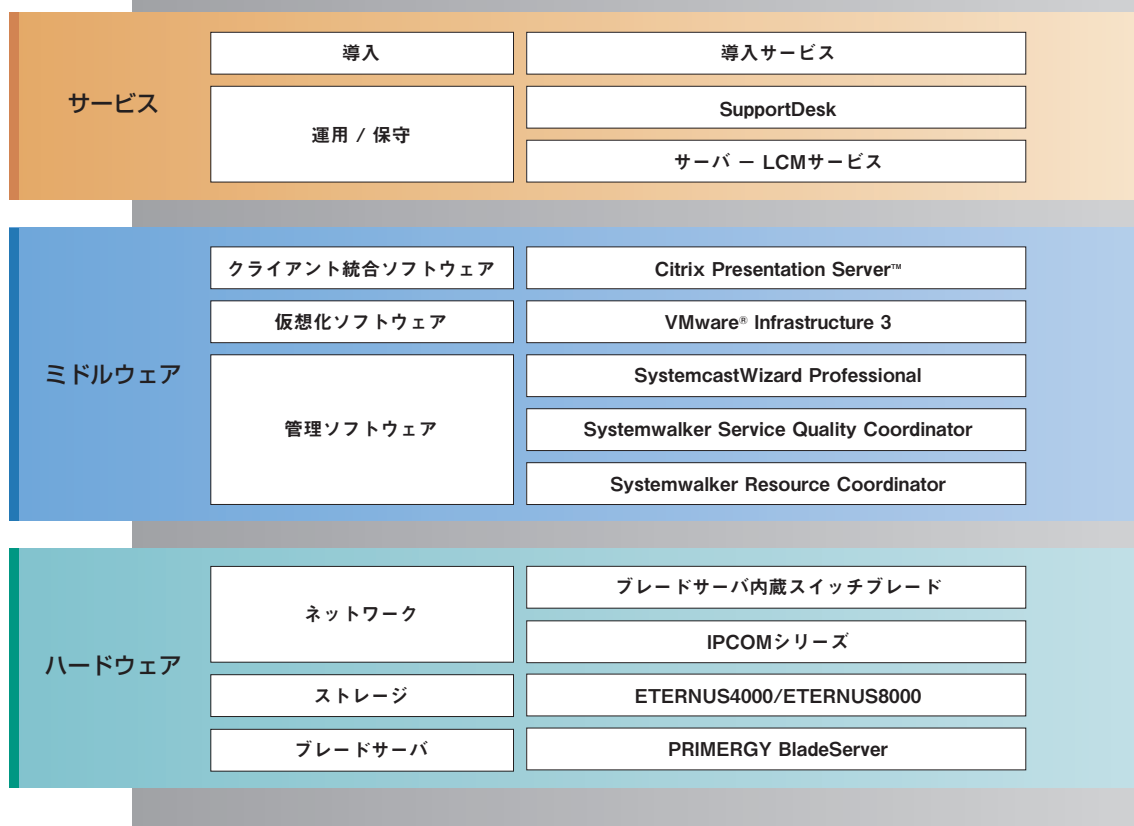 サービス
導入
導入サービス
運用 / 保守
SupportDesk
サーバ － LCMサービス
ミドルウェア
クライアント統合ソフトウェア
Citrix Presentation Server™
仮想化ソフトウェア
VMware® Infrastructure 3
管理ソフトウェア
SystemcastWizard Professional
Systemwalker Service Quality Coordinator
Systemwalker Resource Coordinator
ハードウェア
ネットワーク
ブレードサーバ内蔵スイッチブレード
IPCOMシリーズ
ストレージ
ETERNUS4000/ETERNUS8000
ブレードサーバ
PRIMERGY BladeServer